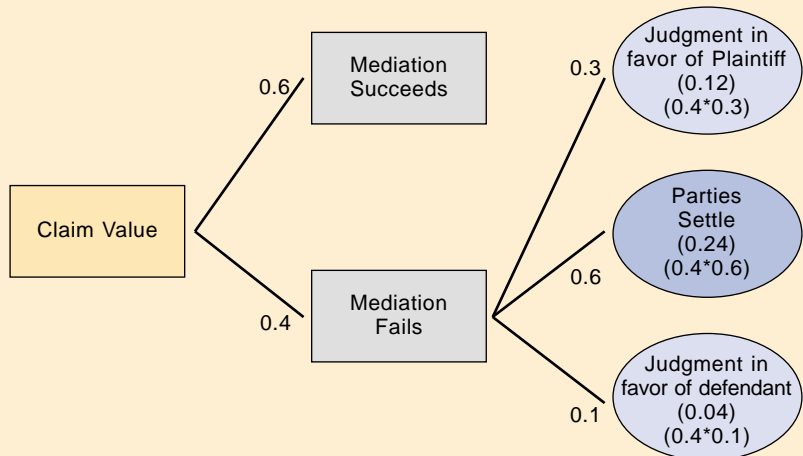 Claim Value
0.6
0.4
Mediation
Succeeds
Mediation
Fails
0.3
0.6
0.1
Judgment in
favor of Plaintiff
(0.12)
(0.4*0.3)
Parties
Settle
(0.24)
(0.4*0.6)
Judgment in
favor of defendant
(0.04)
(0.4*0.1)